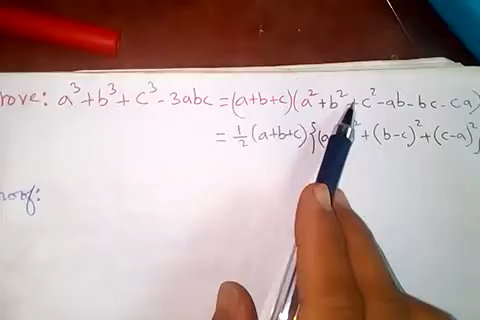 rove: a³+b³+c³-3abc = (a+b+c)(a²+b²+c²-ab-bc-ca)
= 1/2 (a+b+c){(a ²+(b-c)²+(c-a)²}
roof: